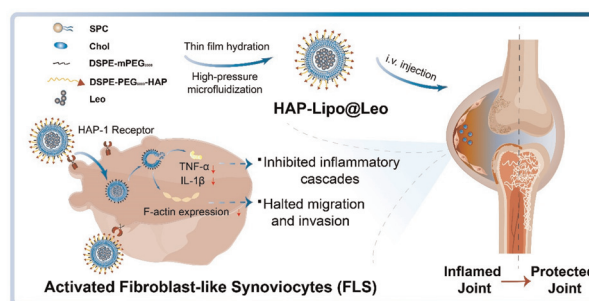 SPC
Chol
DSPE-mPEG
DSPE-PEG -HAP
Leo
Thin film hydration
High-pressure
microfluidization
HAP-Lipo@Leo
i.v. injection
HAP-1 Receptor
TNF-α
IL-1β
F-actin expression
▪Inhibited inflammatory
cascades
▪Halted migration
and invasion
Activated Fibroblast-like Synoviocytes (FLS)
Inflamed
Joint
Protected
Joint